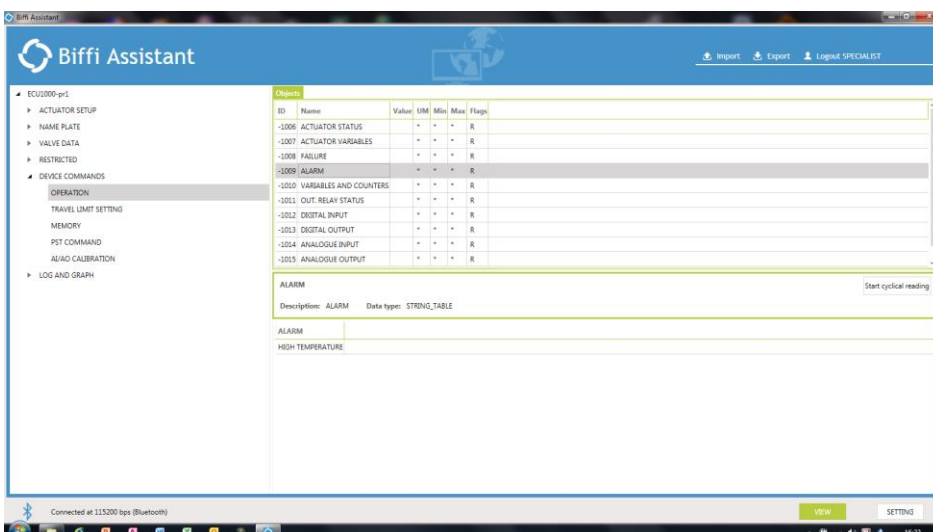 Biffi Assistant
Biffi Assistant
Import Export Logout SPECIALIST
ECU1000-pr1
ACTUATOR SETUP
NAME PLATE
VALVE DATA
RESTRICTED
DEVICE COMMANDS
OPERATION
TRAVEL LIMIT SETTING
MEMORY
PST COMMAND
AI/AO CALIBRATION
LOG AND GRAPH
Objects
ID Name Value UM Min Max Flags
-1006 ACTUATOR STATUS * * * R
-1007 ACTUATOR VARIABLES * * * R
-1008 FAILURE * * * R
-1009 ALARM * * * R
-1010 VARIABLES AND COUNTERS * * * R
-1011 OUT. RELAY STATUS * * * R
-1012 DIGITAL INPUT * * * R
-1013 DIGITAL OUTPUT * * * R
-1014 ANALOGUE INPUT * * * R
-1015 ANALOGUE OUTPUT * * * R
ALARM Start cyclical reading
Description: ALARM Data type: STRING_TABLE
ALARM
HIGH TEMPERATURE
Connected at 115200 bps (Bluetooth) VIEW SETTING